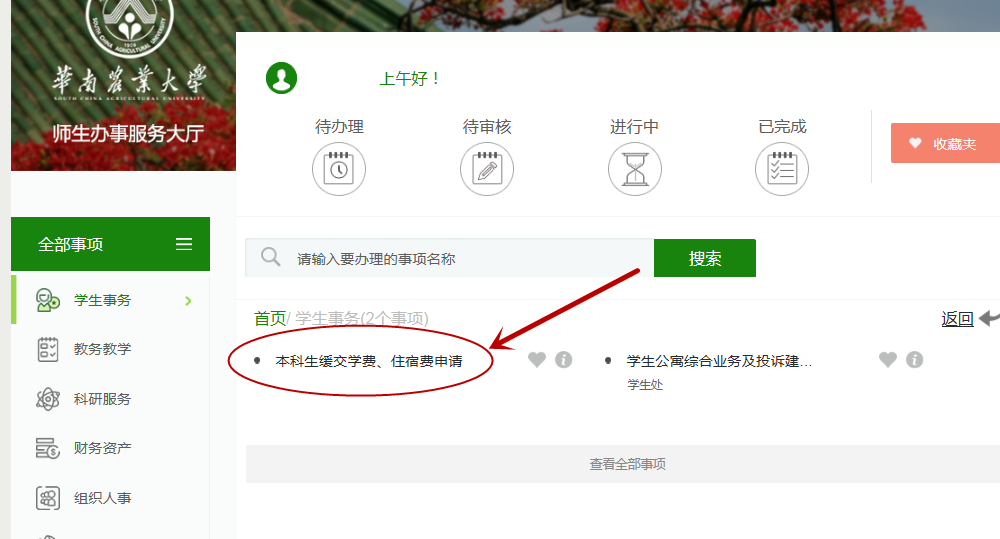 SOUTH CHINA AGRICULTURAL UNIVERSITY
1909
華南农业大学
SOUTH CHINA AGRICULTURAL UNIVERSITY
师生办事服务大厅
上午好！
待办理
待审核
进行中
已完成
收藏夹
全部事项
请输入要办理的事项名称
搜索
学生事务
教务教学
科研服务
财务资产
组织人事
首页/ 学生事务(2个事项)
返回
本科生缓交学费、住宿费申请
学生公寓综合业务及投诉建...
学生处
查看全部事项